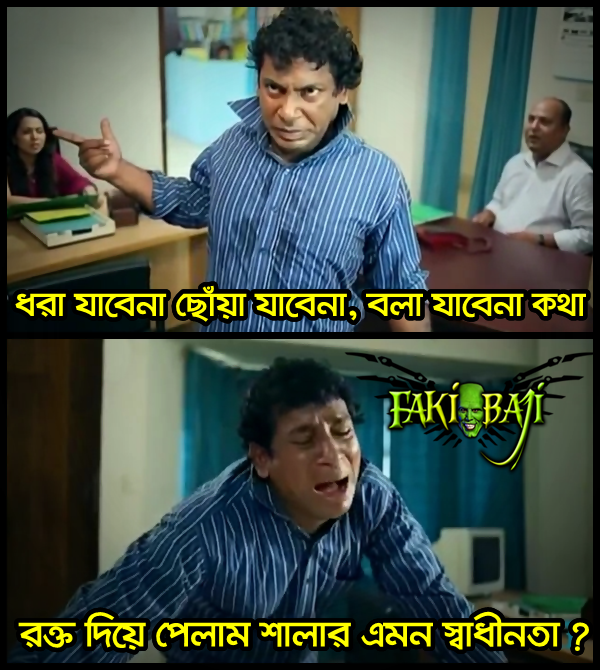 ধরা যাবেনা ছোঁয়া যাবেনা, বলা যাবেনা কথা
FAKIBAJI
রক্ত দিয়ে পেলাম শালার এমন স্বাধীনতা ?